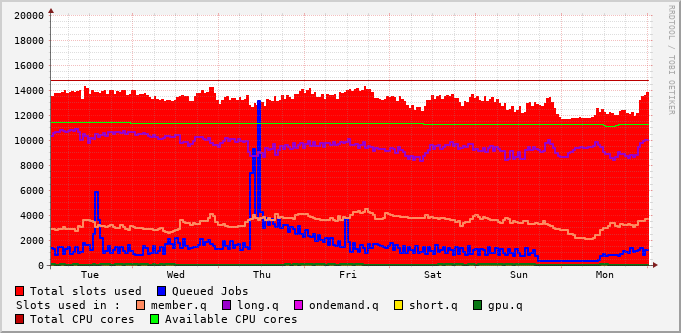 20000
18000
16000
14000
12000
10000
8000
6000
4000
2000
0
Tue Wed Thu Fri Sat Sun Mon
Total slots used Queued Jobs
Slots used in : member.q long.q ondemand.q short.q gpu.q
Total CPU cores Available CPU cores
RRDTOOL / TOBI OETIKER